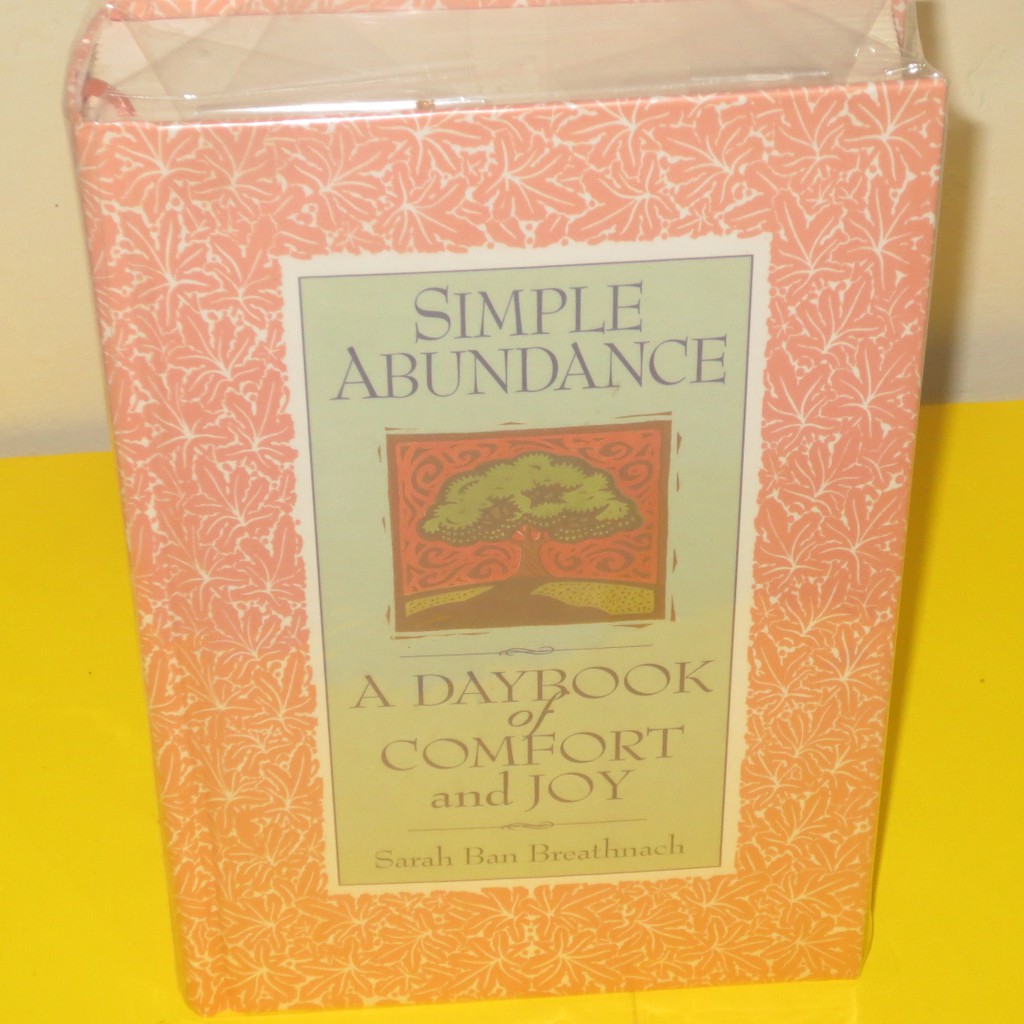 SIMPLE
ABUNDANCE
A DAYBOOK
of
COMFORT
and JOY
Sarah Ban Breathnach